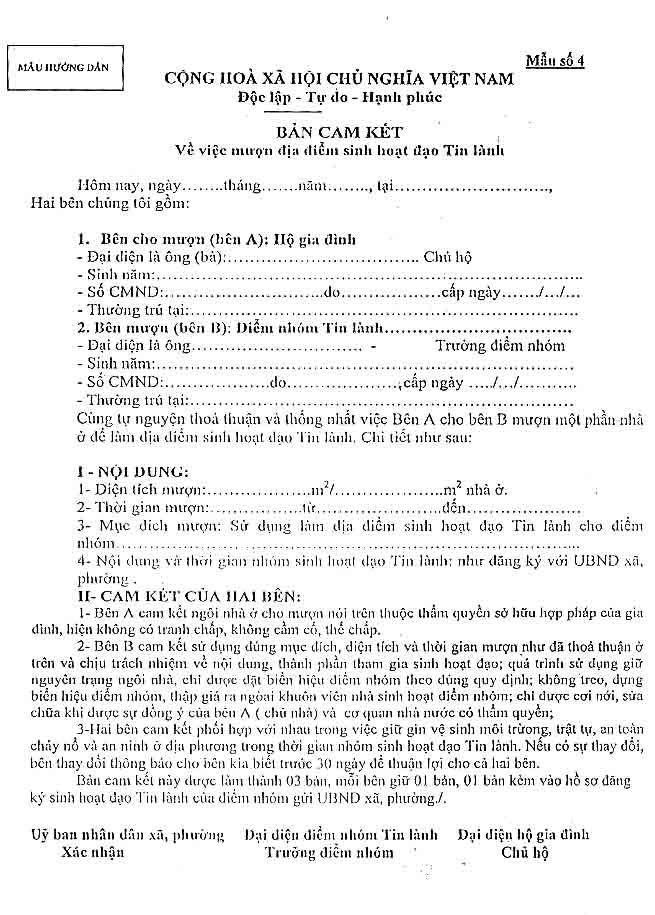 Mẫu số 4
MẪU HƯỚNG DẪN
CỘNG HOÀ XÃ HỘI CHỦ NGHĨA VIỆT NAM
Độc lập - Tự do - Hạnh phúc
BẢN CAM KẾT
Về việc mượn địa điểm sinh hoạt đạo Tin lành
Hôm nay, ngày........tháng.......năm........, tại..........................,
Hai bên chúng tôi gồm:
1. Bên cho mượn (bên A): Hộ gia đình
- Đại diện là ông (bà):................................. Chủ hộ
- Sinh năm:....................................................................
- Số CMND:...........................do....................cấp ngày....../.../...
- Thường trú tại:..............................................................
2. Bên mượn (bên B): Điểm nhóm Tin lành................................
- Đại diện là ông............................. - Trưởng điểm nhóm
- Sinh năm:....................................................................
- Số CMND:..................do....................,cấp ngày ...../.../..........
- Thường trú tại:..............................................................
Cùng tự nguyện thoả thuận và thống nhất việc Bên A cho bên B mượn một phần nhà
ở để làm địa điểm sinh hoạt đạo Tin lành. Chi tiết như sau:
I - NỘI DUNG:
1- Diện tích mượn:..................m²/...................m² nhà ở.
2- Thời gian mượn:................từ.....................đến...................
3- Mục đích mượn: Sử dụng làm địa điểm sinh hoạt đạo Tin lành cho điểm
nhóm.........................................................................
4- Nội dung và thời gian nhóm sinh hoạt đạo Tin lành: như đăng ký với UBND xã,
phường .
II- CAM KẾT CỦA HAI BÊN:
1- Bên A cam kết ngôi nhà ở cho mượn nói trên thuộc thẩm quyền sở hữu hợp pháp của gia
đình, hiện không có tranh chấp, không cầm cố, thế chấp.
2- Bên B cam kết sử dụng đúng mục đích, diện tích và thời gian mượn như đã thoả thuận ở
trên và chịu trách nhiệm về nội dung, thành phần tham gia sinh hoạt đạo; quá trình sử dụng giữ
nguyên trạng ngôi nhà, chỉ được đặt biển hiệu điểm nhóm theo đúng quy định; không treo, dựng
biển hiệu điểm nhóm, thập giá ra ngoài khuôn viên nhà sinh hoạt điểm nhóm; chỉ được cơi nới, sửa
chữa khi được sự đồng ý của bên A ( chủ nhà) và cơ quan nhà nước có thẩm quyền;
3-Hai bên cam kết phối hợp với nhau trong việc giữ gìn vệ sinh môi trường, trật tự, an toàn
cháy nổ và an ninh ở địa phương trong thời gian nhóm sinh hoạt đạo Tin lành. Nếu có sự thay đổi,
bên thay đổi thông báo cho bên kia biết trước 30 ngày để thuận lợi cho cả hai bên.
Bản cam kết này được làm thành 03 bản, mỗi bên giữ 01 bản, 01 bản kèm vào hồ sơ đăng
ký sinh hoạt đạo Tin lành của điểm nhóm gửi UBND xã, phường./.
Uỷ ban nhân dân xã, phường Đại diện điểm nhóm Tin lành Đại diện hộ gia đình
Xác nhận Trưởng điểm nhóm Chủ hộ